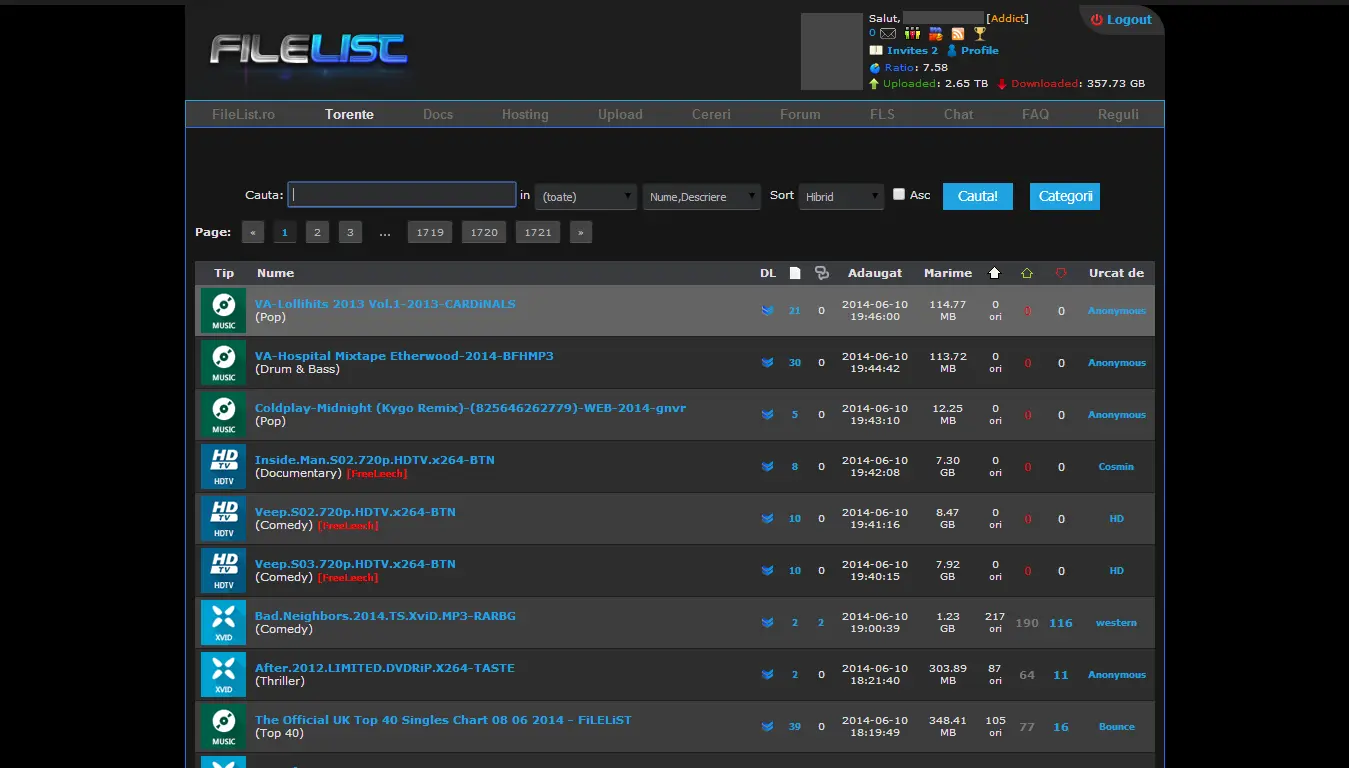 Salut, [Addict]
Logout
0
Invites 2 Profile
Ratio: 7.58
Uploaded: 2.65 TB Downloaded: 357.73 GB
FILELIST
FileList.ro Torente Docs Hosting Upload Cereri Forum FLS Chat FAQ Reguli
Cauta: in (toate) Nume,Descriere Sort Hibrid Asc Cauta! Categorii
Page: « 1 2 3 ... 1719 1720 1721 »
Tip Nume DL Adaugat Marime Urcat de
MUSIC VA-Lollihits 2013 Vol.1-2013-CARDiNALS 21 0 2014-06-10 114.77 0 0 0 Anonymous
(Pop) 19:46:00 MB ori
MUSIC VA-Hospital Mixtape Etherwood-2014-BFHMP3 30 0 2014-06-10 113.72 0 0 0 Anonymous
(Drum & Bass) 19:44:42 MB ori
MUSIC Coldplay-Midnight (Kygo Remix)-(825646262779)-WEB-2014-gnvr 5 0 2014-06-10 12.25 0 0 0 Anonymous
(Pop) 19:43:10 MB ori
HD TV HDTV Inside.Man.S02.720p.HDTV.x264-BTN 8 0 2014-06-10 7.30 0 0 0 Cosmin
(Documentary) [FreeLeech] 19:42:08 GB ori
HD TV HDTV Veep.S02.720p.HDTV.x264-BTN 10 0 2014-06-10 8.47 0 0 0 HD
(Comedy) [FreeLeech] 19:41:16 GB ori
HD TV HDTV Veep.S03.720p.HDTV.x264-BTN 10 0 2014-06-10 7.92 0 0 0 HD
(Comedy) [FreeLeech] 19:40:15 GB ori
XVID Bad.Neighbors.2014.TS.XviD.MP3-RARBG 2 2 2014-06-10 1.23 217 190 116 western
(Comedy) 19:00:39 GB ori
XVID After.2012.LIMITED.DVDRiP.X264-TASTE 2 0 2014-06-10 303.89 87 64 11 Anonymous
(Thriller) 18:21:40 MB ori
MUSIC The Official UK Top 40 Singles Chart 08 06 2014 - FiLELiST 39 0 2014-06-10 348.41 105 77 16 Bounce
(Top 40) 18:19:49 MB ori